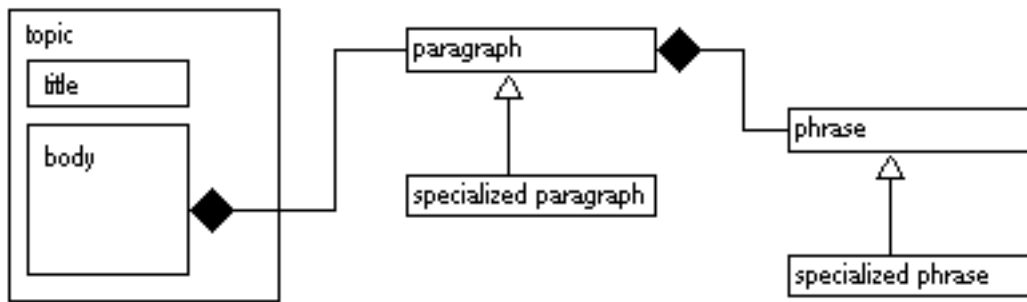 topic
title
body
paragraph
specialized paragraph
phrase
specialized phrase